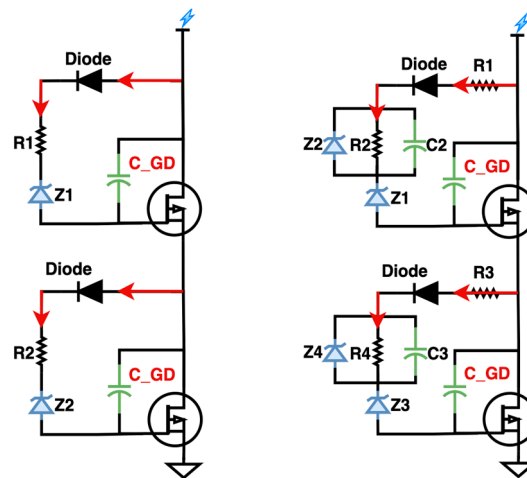 Diode
R1
C_GD
Z1
Diode
R2
C_GD
Z2
Diode
R1
Z2
R2
C2
C_GD
Z1
Diode
R3
Z4
R4
C3
C_GD
Z3